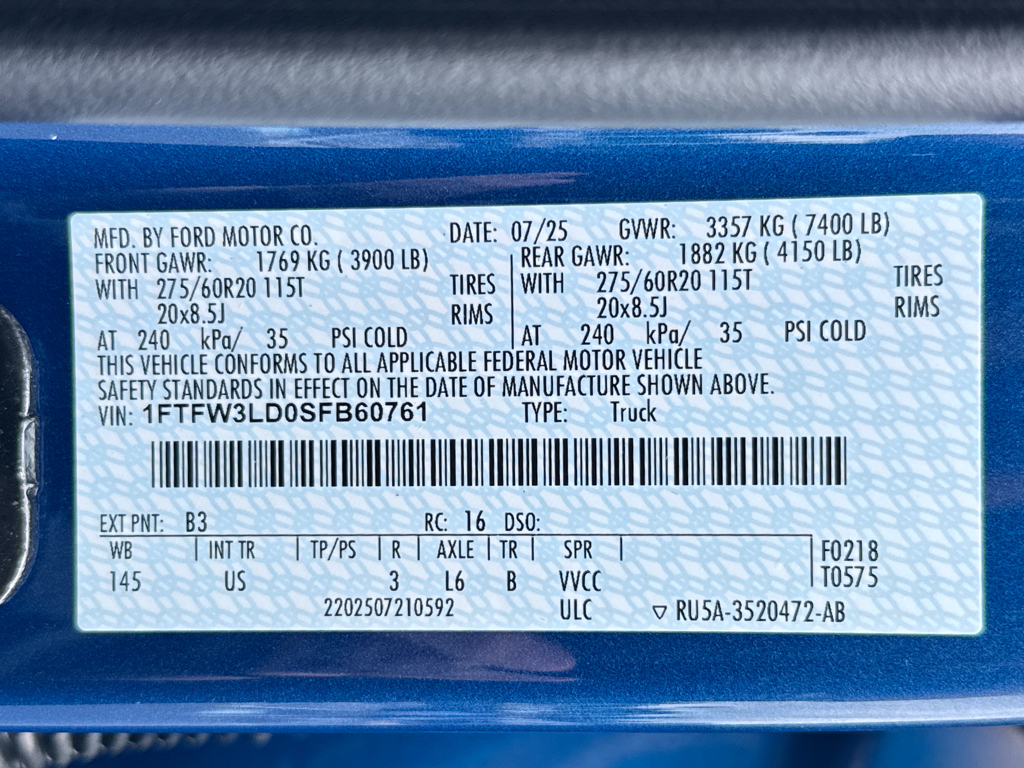 MFD. BY FORD MOTOR CO. DATE: 07/25 GVWR: 3357 KG ( 7400 LB)
FRONT GAWR: 1769 KG ( 3900 LB) REAR GAWR: 1882 KG ( 4150 LB)
WITH 275/60R20 115T TIRES WITH 275/60R20 115T TIRES
20x8.5J RIMS 20x8.5J RIMS
AT 240 kPa/ 35 PSI COLD AT 240 kPa/ 35 PSI COLD
THIS VEHICLE CONFORMS TO ALL APPLICABLE FEDERAL MOTOR VEHICLE
SAFETY STANDARDS IN EFFECT ON THE DATE OF MANUFACTURE SHOWN ABOVE.
VIN: 1FTFW3LD0SFB60761 TYPE: Truck
EXT PNT: B3 RC: 16 DSO:
WB INT TR TP/PS R AXLE TR SPR F0218
145 US 3 L6 B VVCC T0575
2202507210592 ULC ▽ RU5A-3520472-AB